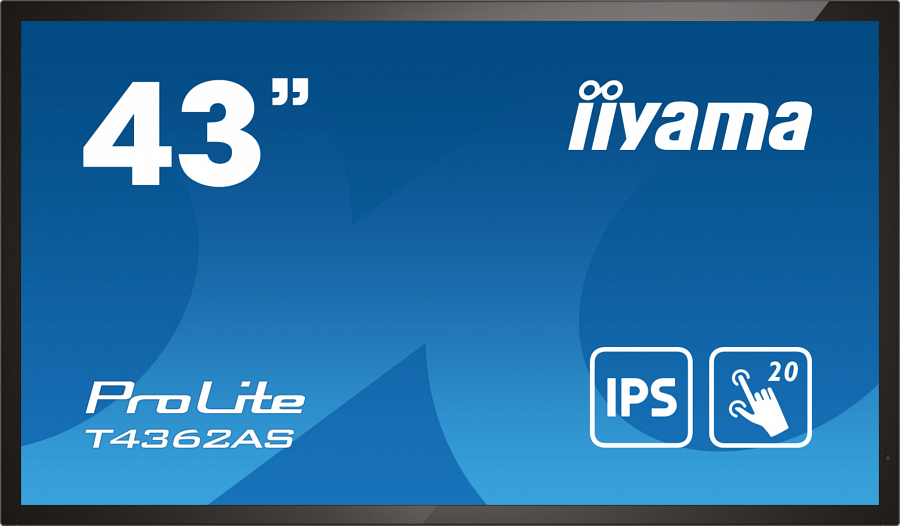 43”
iiyama
ProLite
T4362AS
IPS
20